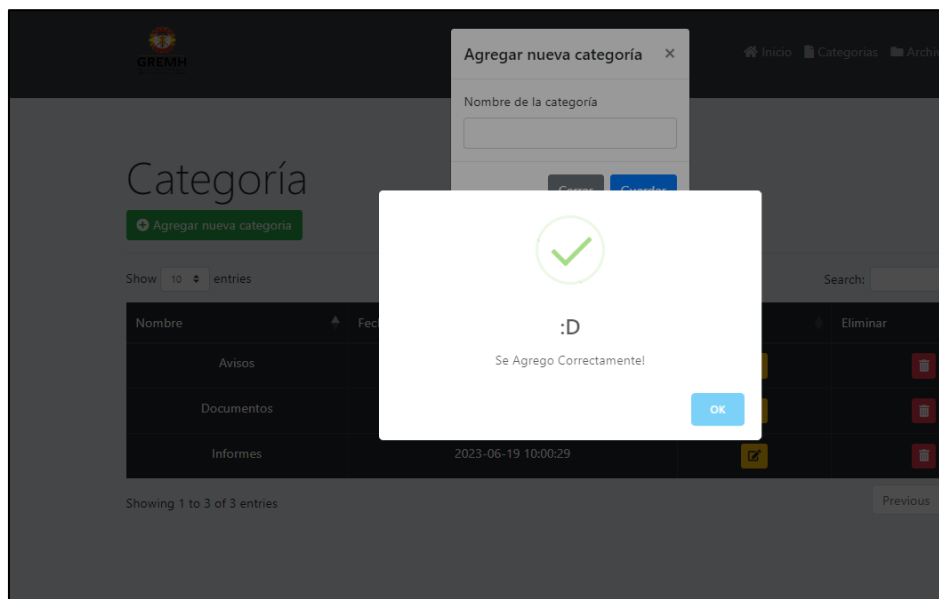 GREMH
Agregar nueva categoría ×
Inicio Categorias
Nombre de la categoría
Categoría
Cerrar Guardar
Agregar nueva categoria
Show 10 entries
Search:
Nombre
Eliminar
:D
Avisos
Se Agrego Correctamente!
Documentos
OK
Informes 2023-06-19 10:00:29
Showing 1 to 3 of 3 entries
Previous